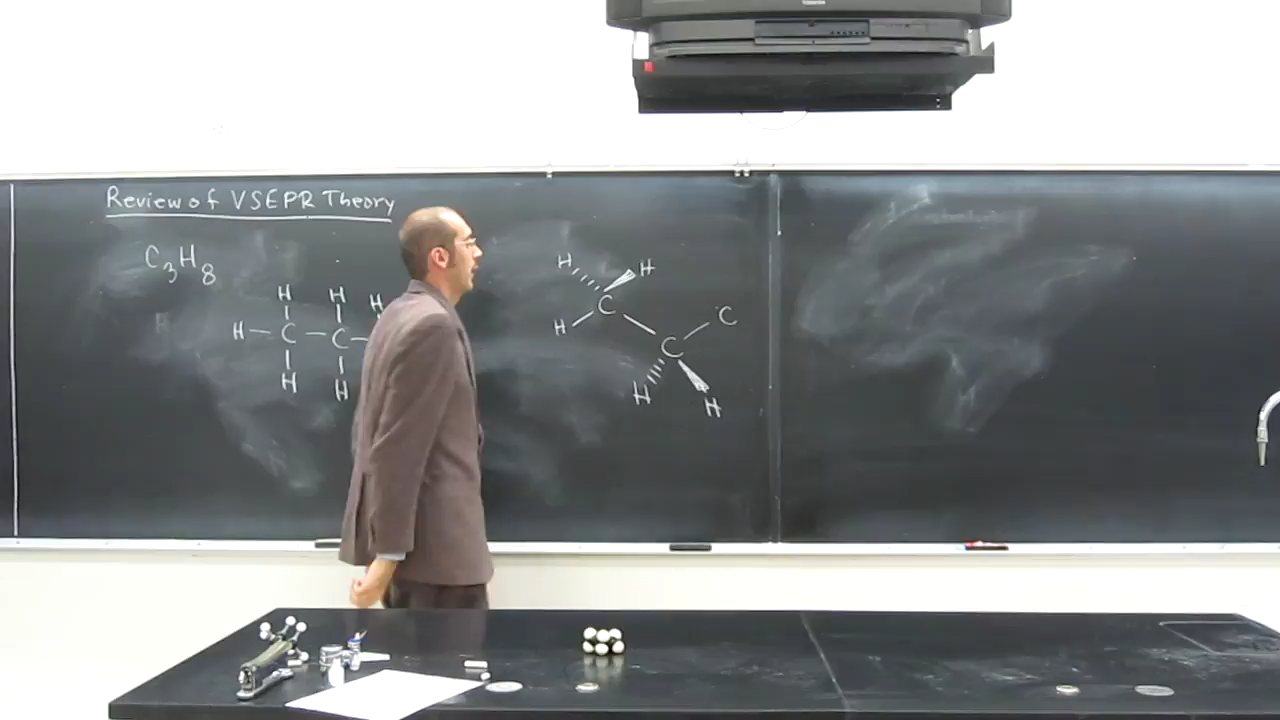 Review of VSEPR Theory
C3H8
H H H
H — C — C —
H H
H H
C C
H C
H H